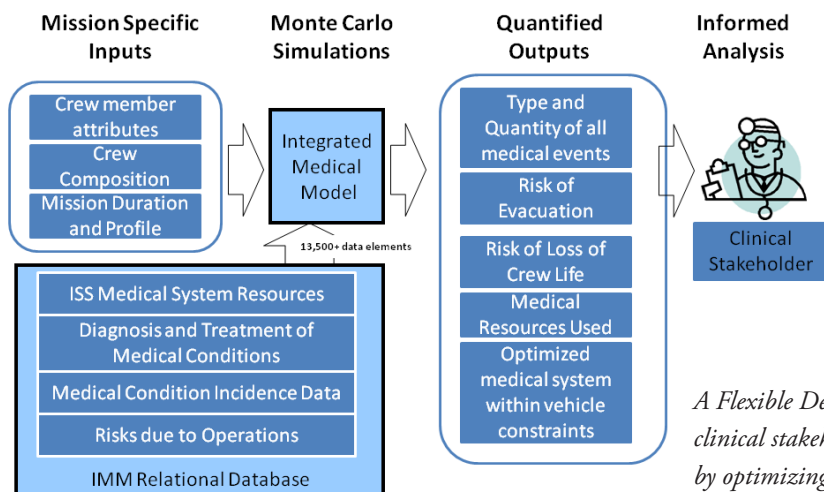 Mission Specific
Inputs
Crew member
attributes
Crew
Composition
Mission Duration
and Profile
Monte Carlo
Simulations
Integrated
Medical
Model
13,500+ data elements
ISS Medical System Resources
Diagnosis and Treatment of
Medical Conditions
Medical Condition Incidence Data
Risks due to Operations
IMM Relational Database
Quantified
Outputs
Type and
Quantity of all
medical events
Risk of
Evacuation
Risk of Loss of
Crew Life
Medical
Resources Used
Optimized
medical system
within vehicle
constraints
Informed
Analysis
Clinical
Stakeholder
A Flexible De
clinical stakeh
by optimizing